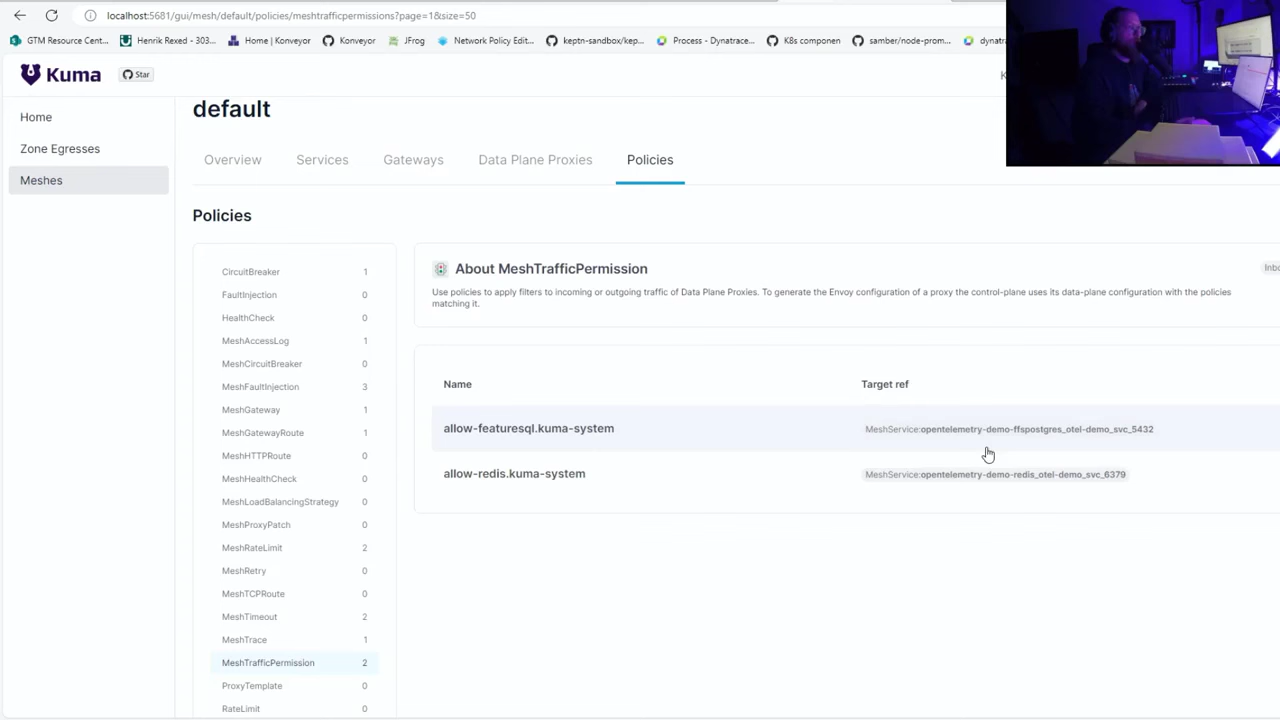 localhost:5681/gui/mesh/default/policies/meshtrafficpermissions?page=1&size=50
GTM Resource Cent... Henrik Rexed - 303... Home | Konveyor Konveyor JFrog Network Policy Edit... keptn-sandbox/kep... Process - Dynatrace... K8s componen samber/node-prom... dynatra
Kuma Star
default
Home
Zone Egresses
Meshes
Overview Services Gateways Data Plane Proxies Policies
Policies
CircuitBreaker 1
FaultInjection 0
HealthCheck 0
MeshAccessLog 1
MeshCircuitBreaker 0
MeshFaultInjection 3
MeshGateway 1
MeshGatewayRoute 1
MeshHTTPRoute 0
MeshHealthCheck 0
MeshLoadBalancingStrategy 0
MeshProxyPatch 0
MeshRateLimit 2
MeshRetry 0
MeshTCPRoute 0
MeshTimeout 2
MeshTrace 1
MeshTrafficPermission 2
ProxyTemplate 0
RateLimit 0
About MeshTrafficPermission Inbo
Use policies to apply filters to incoming or outgoing traffic of Data Plane Proxies. To generate the Envoy configuration of a proxy the control-plane uses its data-plane configuration with the policies
matching it.
Name Target ref
allow-featuresql.kuma-system MeshService:opentelemetry-demo-ffspostgres_otel-demo_svc_5432
allow-redis.kuma-system MeshService:opentelemetry-demo-redis_otel-demo_svc_6379